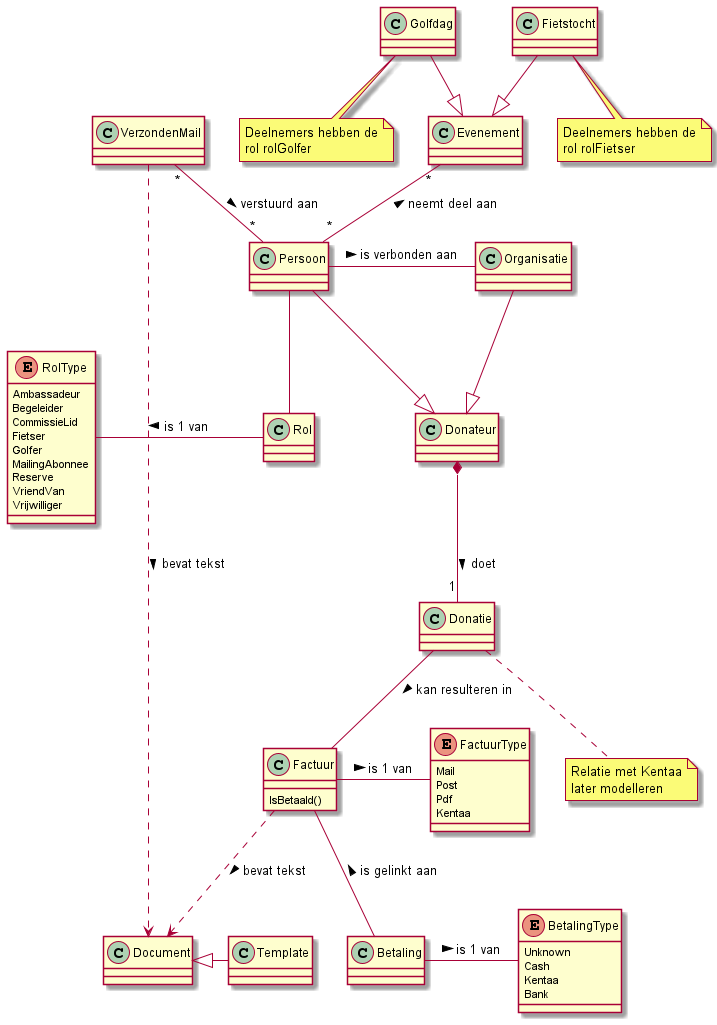 C Golfdag
C Fietstocht
C VerzondenMail
Deelnemers hebben de
rol rolGolfer
C Evenement
Deelnemers hebben de
rol rolFietser
*
*
verstuurd aan
neemt deel aan
*
*
C Persoon
is verbonden aan
C Organisatie
E RolType
Ambassadeur
Begeleider
CommissieLid
Fietser
Golfer
MailingAbonnee
Reserve
VriendVan
Vrijwilliger
is 1 van
C Rol
C Donateur
bevat tekst
doet
1
C Donatie
kan resulteren in
C Factuur
IsBetaald()
is 1 van
E FactuurType
Mail
Post
Pdf
Kentaa
Relatie met Kentaa
later modelleren
bevat tekst
is gelinkt aan
C Document
C Template
C Betaling
is 1 van
E BetalingType
Unknown
Cash
Kentaa
Bank